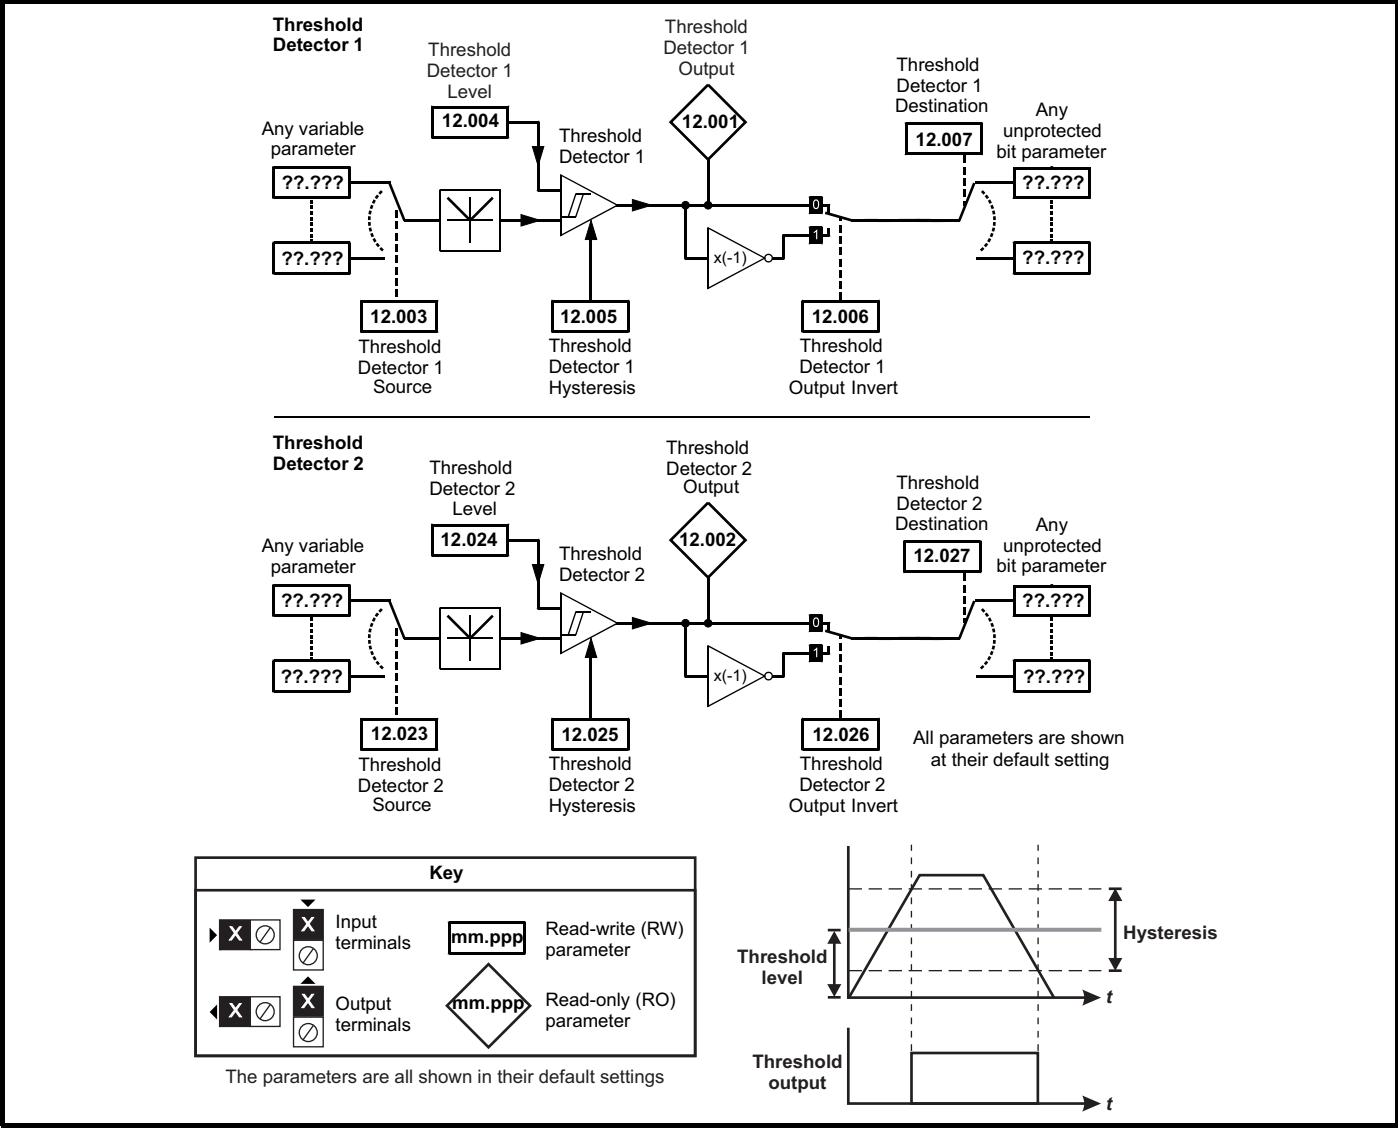 Threshold
Detector 1
Threshold
Detector 1
Level
12.004
Threshold
Detector 1
Output
12.001
Threshold
Detector 1
Destination
12.007
Any variable
parameter
??.???
??.???
Threshold
Detector 1
Any
unprotected
bit parameter
??.???
??.???
0
1
x(-1)
12.003
Threshold
Detector 1
Source
12.005
Threshold
Detector 1
Hysteresis
12.006
Threshold
Detector 1
Output Invert
Threshold
Detector 2
Threshold
Detector 2
Level
12.024
Threshold
Detector 2
Output
12.002
Threshold
Detector 2
Destination
12.027
Any variable
parameter
??.???
??.???
Threshold
Detector 2
Any
unprotected
bit parameter
??.???
??.???
0
1
x(-1)
12.023
Threshold
Detector 2
Source
12.025
Threshold
Detector 2
Hysteresis
12.026
Threshold
Detector 2
Output Invert
All parameters are shown
at their default setting
Key
X
X
Input
terminals
mm.ppp
Read-write (RW)
parameter
X
X
Output
terminals
mm.ppp
Read-only (RO)
parameter
The parameters are all shown in their default settings
Threshold
level
Hysteresis
t
Threshold
output
t